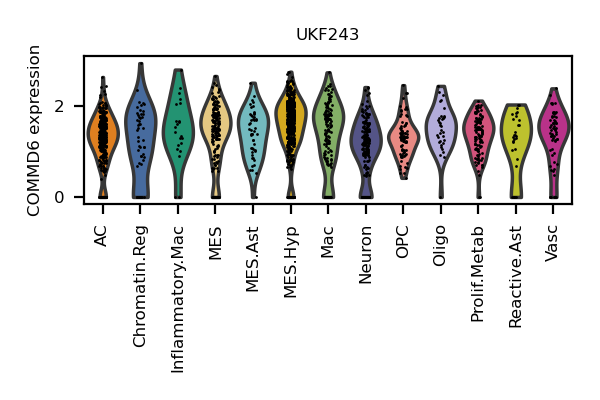 UKF243
COMMD6 expression
2
0
AC
Chromatin.Reg
Inflammatory.Mac
MES
MES.Ast
MES.Hyp
Mac
Neuron
OPC
Oligo
Prolif.Metab
Reactive.Ast
Vasc